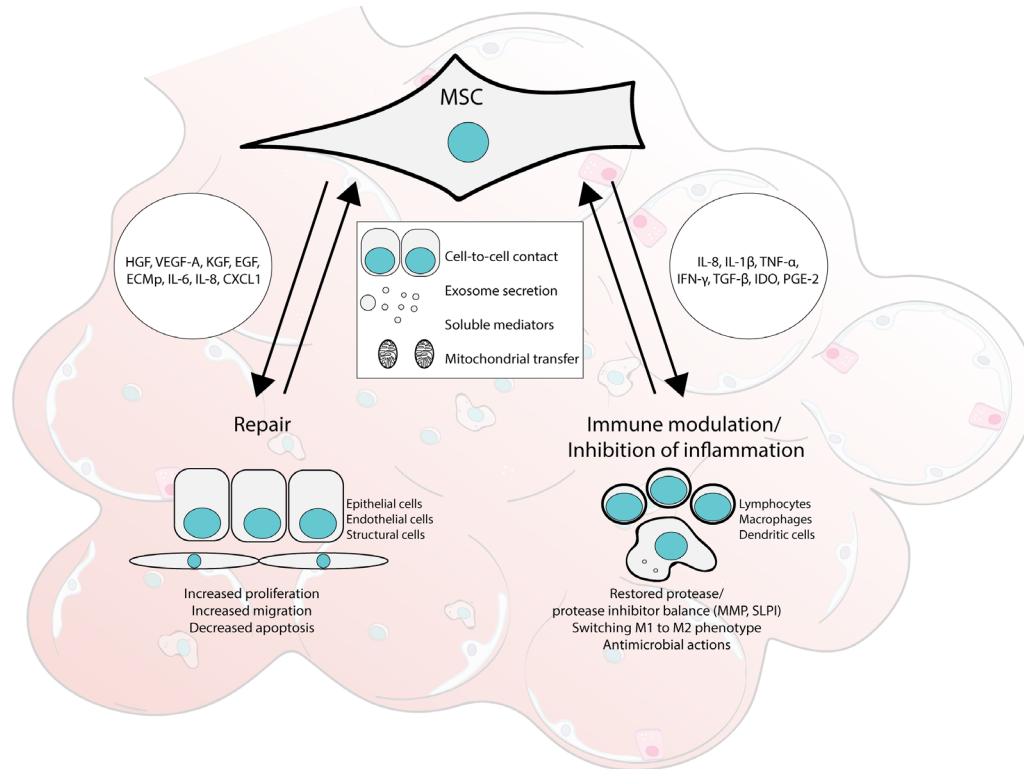 MSC
HGF, VEGF-A, KGF, EGF,
ECMp, IL-6, IL-8, CXCL1
Cell-to-cell contact
Exosome secretion
Soluble mediators
Mitochondrial transfer
IL-8, IL-1β, TNF-α,
IFN-γ, TGF-β, IDO, PGE-2
Repair
Epithelial cells
Endothelial cells
Structural cells
Increased proliferation
Increased migration
Decreased apoptosis
Immune modulation/
Inhibition of inflammation
Lymphocytes
Macrophages
Dendritic cells
Restored protease/
protease inhibitor balance (MMP, SLPI)
Switching M1 to M2 phenotype
Antimicrobial actions